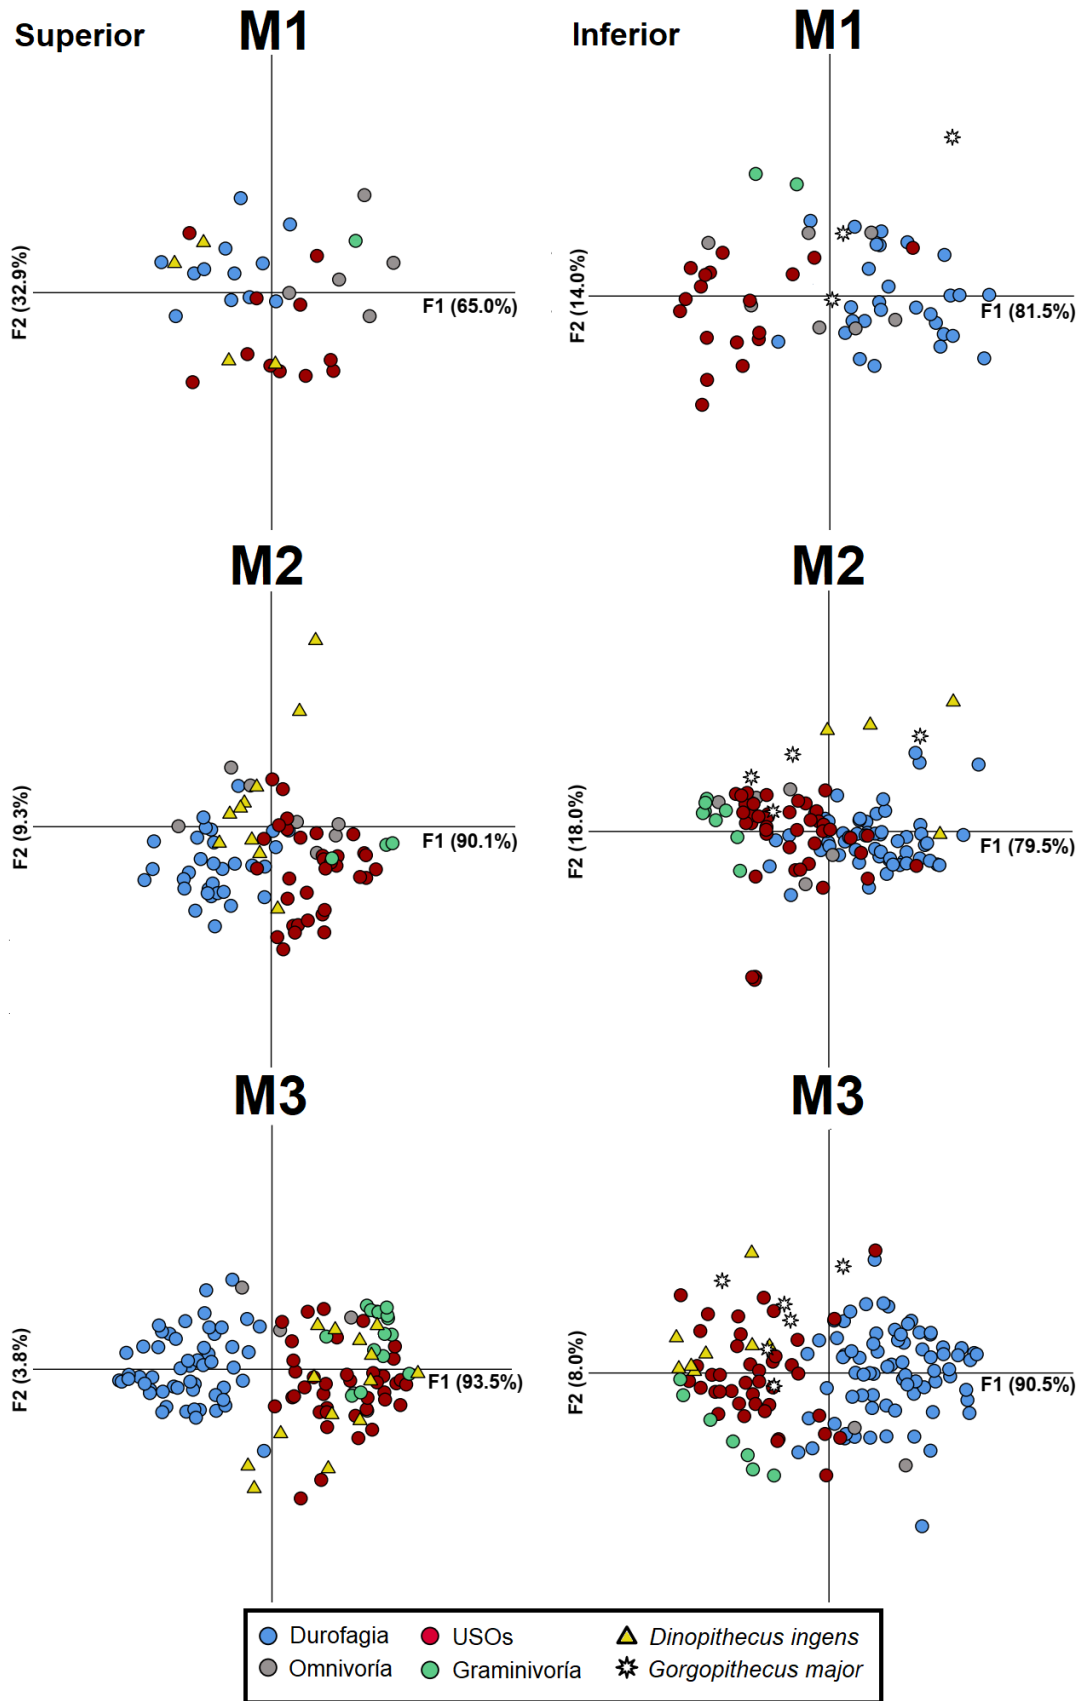 Superior
M1
F2 (32.9%)
F1 (65.0%)
Inferior
M1
F2 (14.0%)
F1 (81.5%)
M2
F2 (9.3%)
F1 (90.1%)
M2
F2 (18.0%)
F1 (79.5%)
M3
F2 (3.8%)
F1 (93.5%)
M3
F2 (8.0%)
F1 (90.5%)
Durofagia
USOs
Dinopithecus ingens
Omnivoría
Graminivoría
Gorgopithecus major